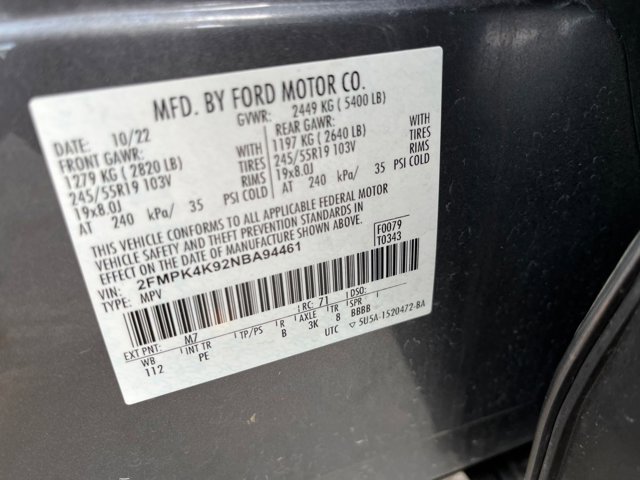 MFD. BY FORD MOTOR CO.
DATE: 10/22 GVWR: 2449 KG ( 5400 LB)
FRONT GAWR: WITH REAR GAWR: WITH
1279 KG ( 2820 LB) TIRES 1197 KG ( 2640 LB) TIRES
245/55R19 103V RIMS 245/55R19 103V RIMS
19x8.0J 19x8.0J
AT 240 kPa/ 35 PSI COLD AT 240 kPa/ 35 PSI COLD
THIS VEHICLE CONFORMS TO ALL APPLICABLE FEDERAL MOTOR
VEHICLE SAFETY AND THEFT PREVENTION STANDARDS IN
EFFECT ON THE DATE OF MANUFACTURE SHOWN ABOVE.
VIN: 2FMPK4K92NBA94461 F0079
TYPE: MPV T0343
EXT PNT: M7 RC: 71 DSO:
WB INT TR TP/PS R AXLE TR SPR
112 PE B 3K B BBBB
UTC ▽ 5U5A-1520472-BA